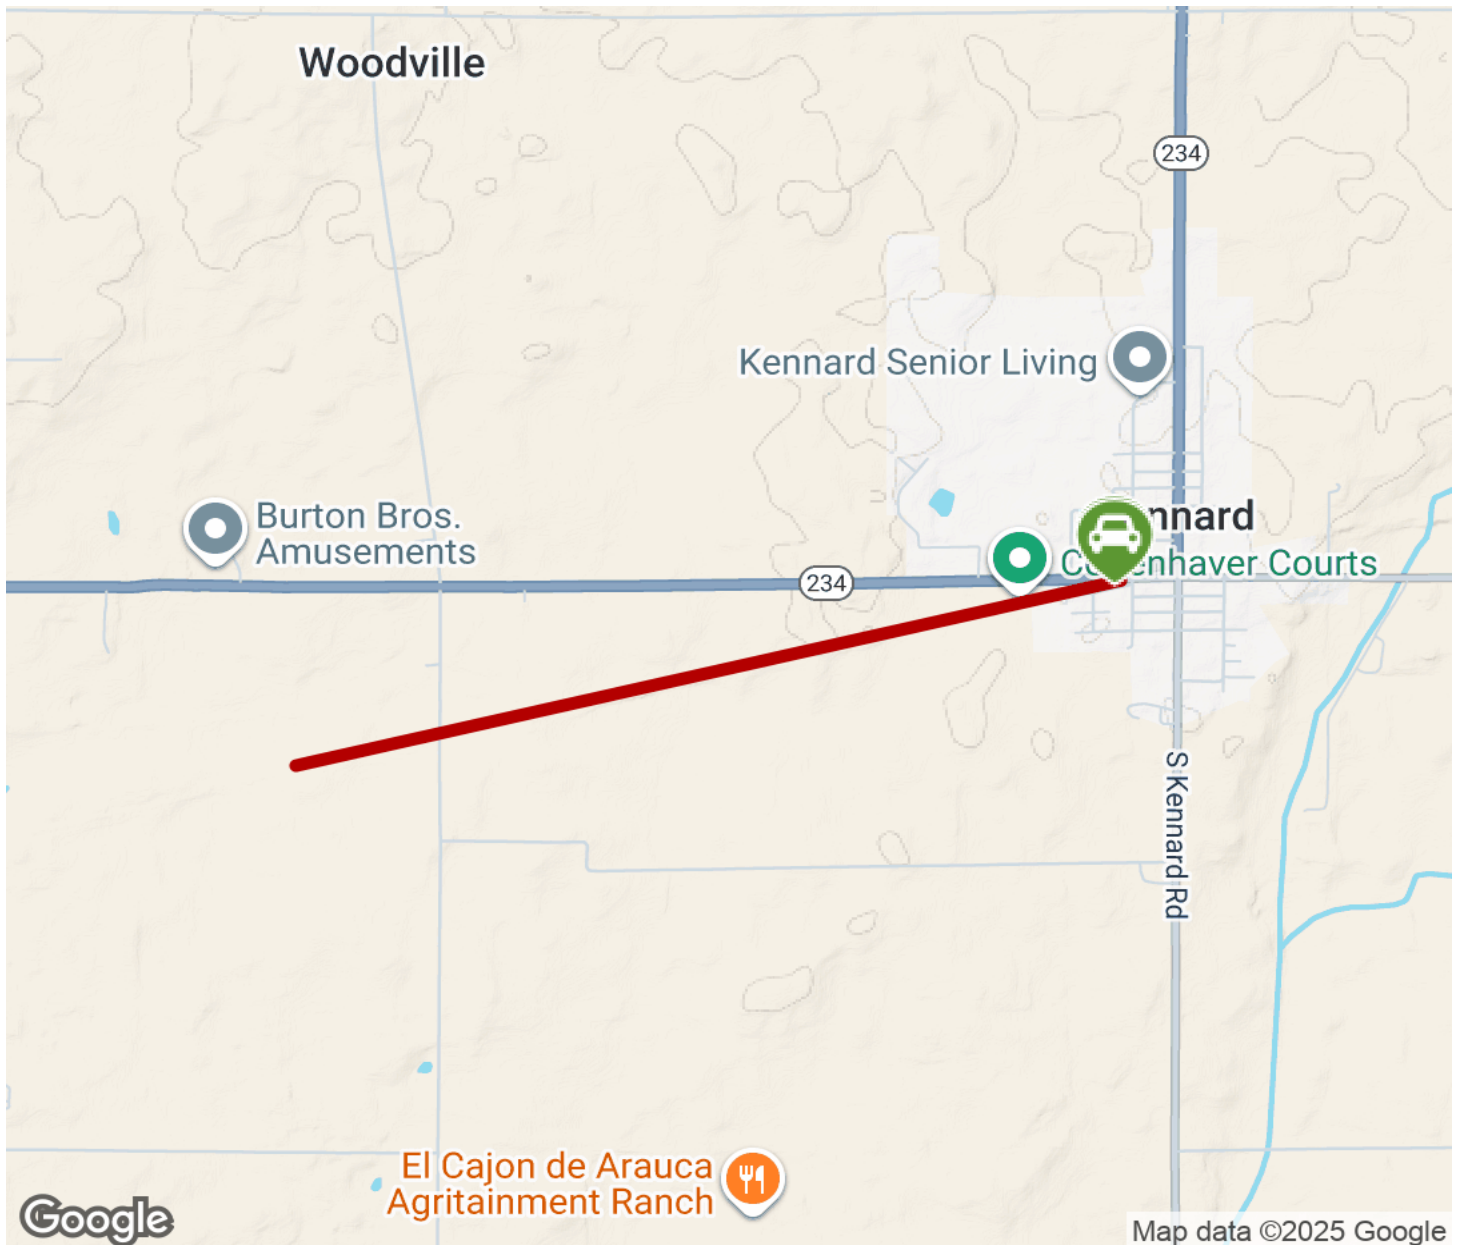 Woodville
234
Kennard Senior Living
Burton Bros.
Amusements
nnard
234
enhaver Courts
S Kennard Rd
El Cajon de Arauca
Agritainment Ranch
Google
Map data ©2025 Google